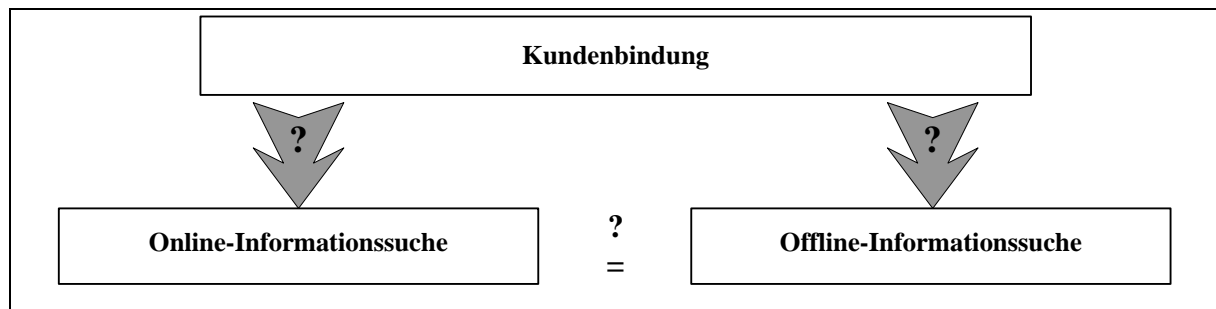 Kundenbindung
? ?
?
Online-Informationssuche = Offline-Informationssuche